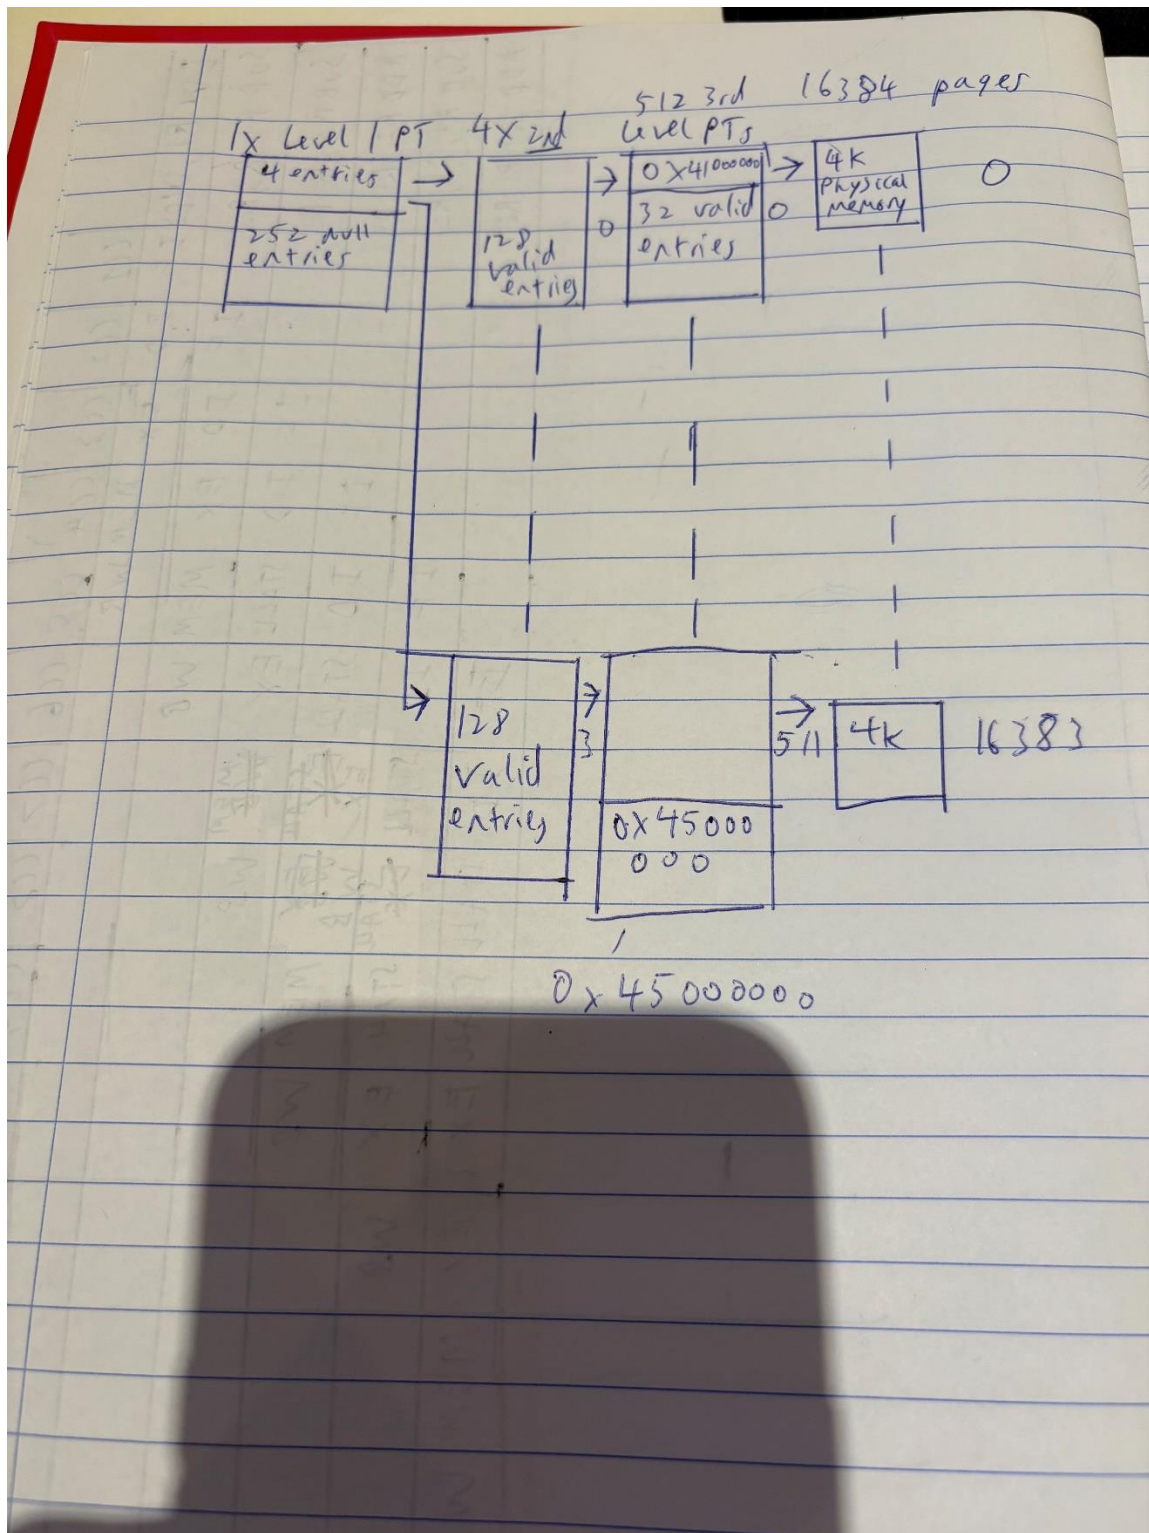 512 3rd 16384 pages
1x Level 1 PT 4x 2nd Level PTs
4 entries → → 0x41000000 → 4K
252 null
entries
128
valid
entries
0
32 valid
entries
0
physical
memory
0
128
valid
entries
3
0x45000
000
511
4K 16383
0x45000000